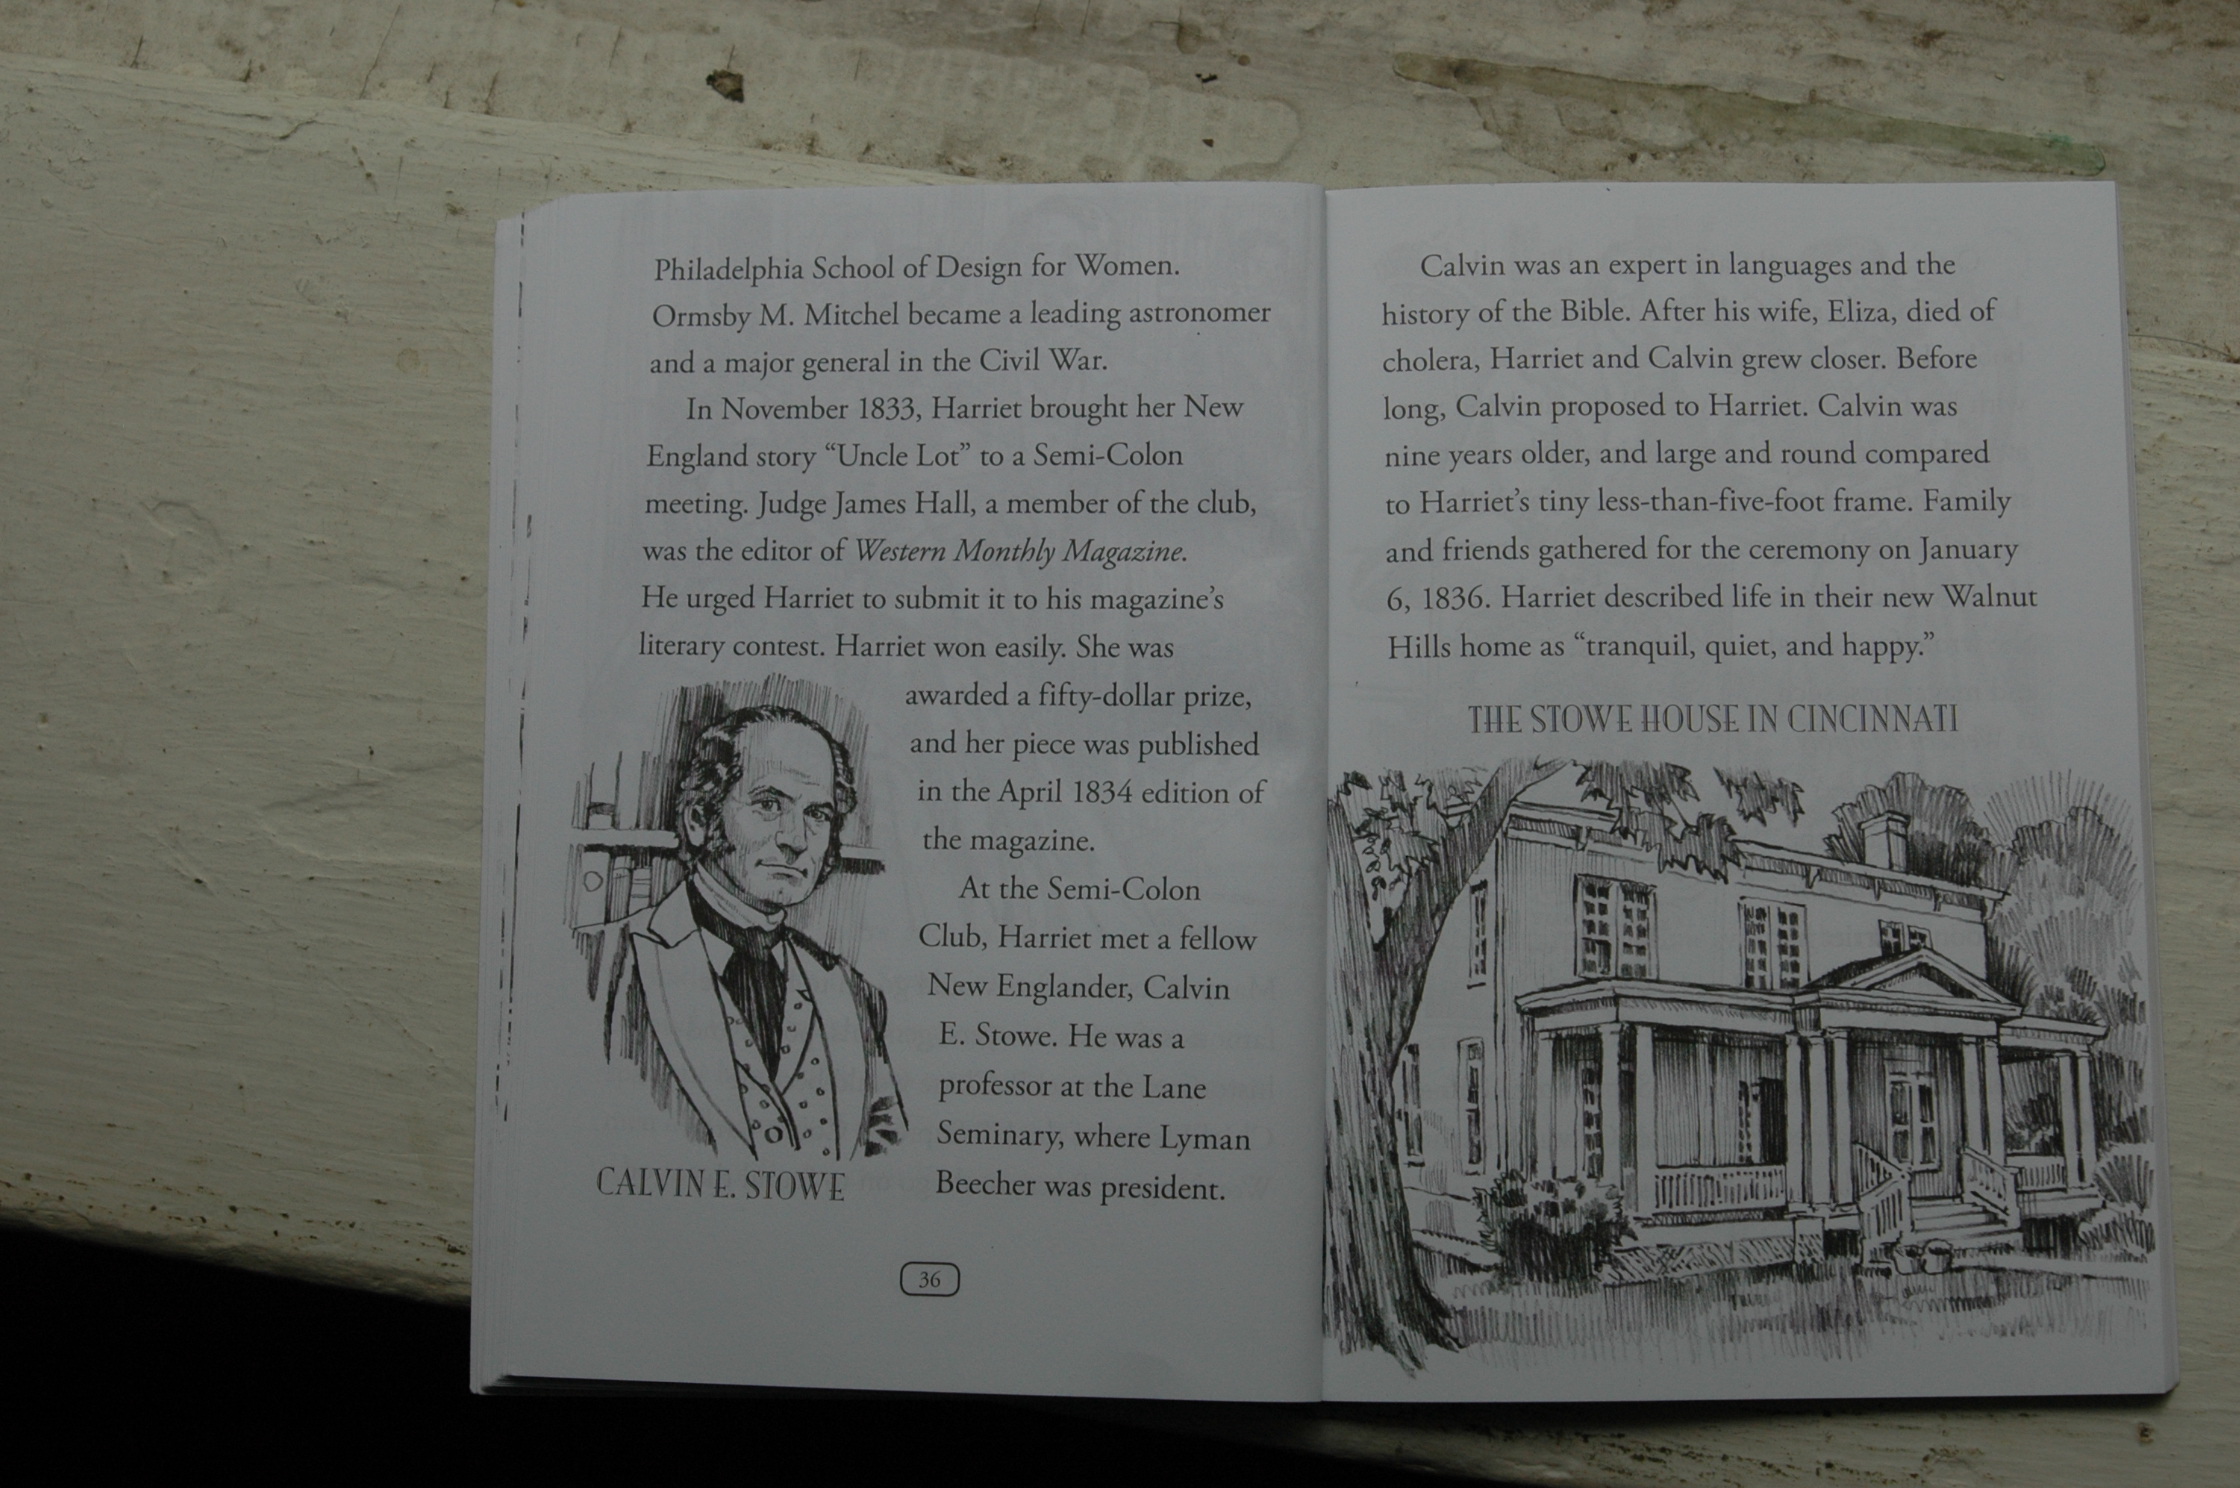 Philadelphia School of Design for Women.
Ormsby M. Mitchel became a leading astronomer
and a major general in the Civil War.
In November 1833, Harriet brought her New
England story “Uncle Lot” to a Semi-Colon
meeting. Judge James Hall, a member of the club,
was the editor of Western Monthly Magazine.
He urged Harriet to submit it to his magazine’s
literary contest. Harriet won easily. She was
awarded a fifty-dollar prize,
and her piece was published
in the April 1834 edition of
the magazine.
At the Semi-Colon
Club, Harriet met a fellow
New Englander, Calvin
E. Stowe. He was a
professor at the Lane
Seminary, where Lyman
Beecher was president.
CALVIN E. STOWE
36
Calvin was an expert in languages and the
history of the Bible. After his wife, Eliza, died of
cholera, Harriet and Calvin grew closer. Before
long, Calvin proposed to Harriet. Calvin was
nine years older, and large and round compared
to Harriet’s tiny less-than-five-foot frame. Family
and friends gathered for the ceremony on January
6, 1836. Harriet described life in their new Walnut
Hills home as “tranquil, quiet, and happy.”
THE STOWE HOUSE IN CINCINNATI